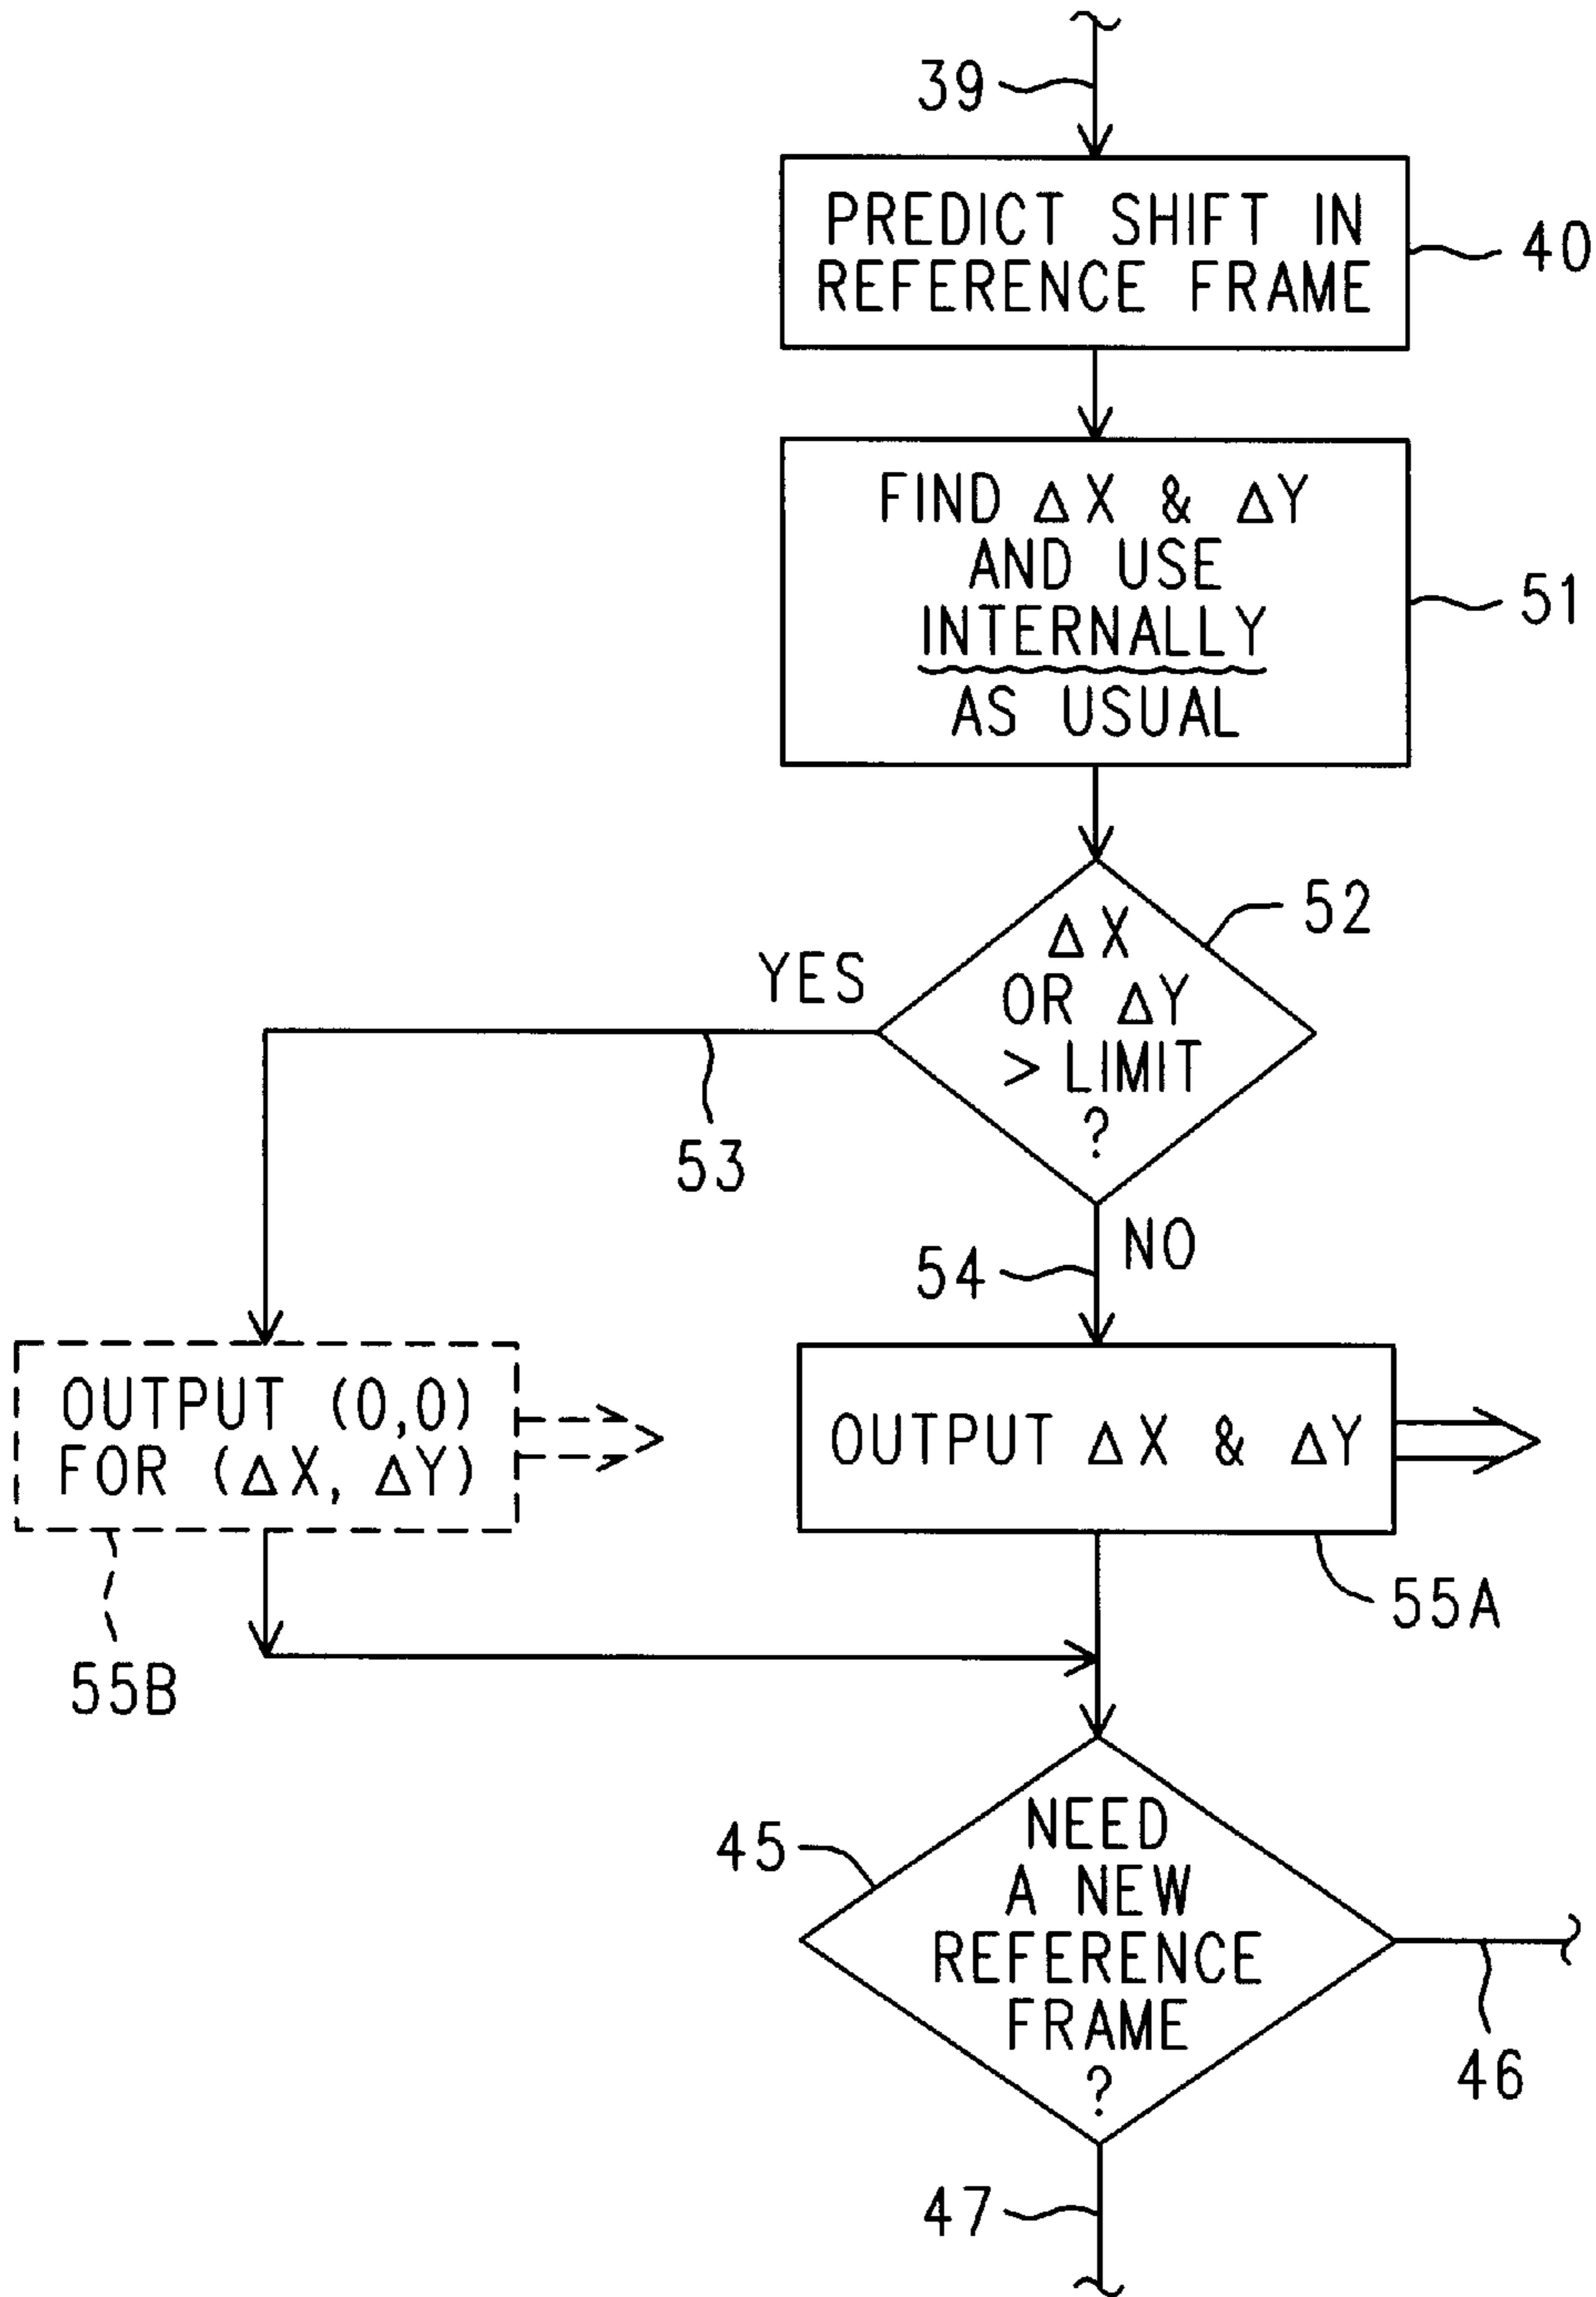 39
PREDICT SHIFT IN
REFERENCE FRAME
40
FIND ΔX & ΔY
AND USE
INTERNALLY
AS USUAL
51
ΔX
OR ΔY
> LIMIT
?
52
YES
53
NO
54
OUTPUT (0,0)
FOR (ΔX, ΔY)
55B
OUTPUT ΔX & ΔY
55A
NEED
A NEW
REFERENCE
FRAME
?
45
46
47